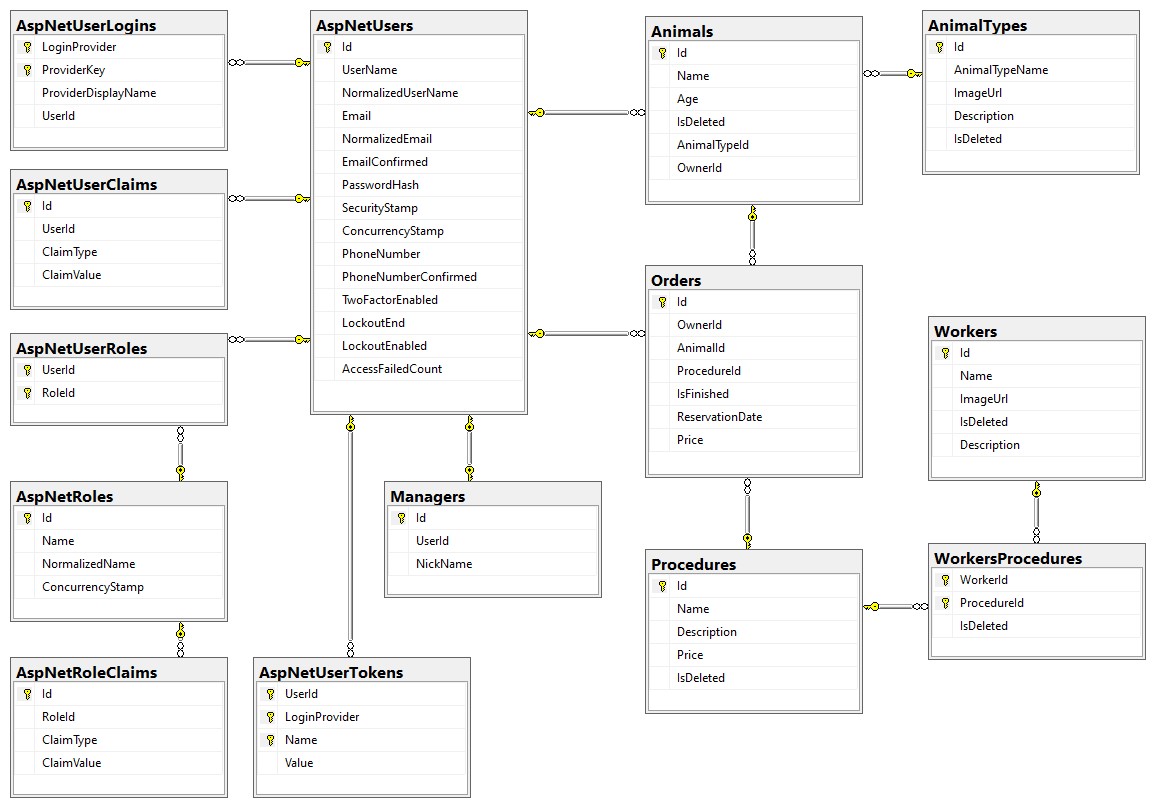 AspNetUserLogins
LoginProvider
ProviderKey
ProviderDisplayName
UserId
AspNetUserClaims
Id
UserId
ClaimType
ClaimValue
AspNetUserRoles
UserId
RoleId
AspNetRoles
Id
Name
NormalizedName
ConcurrencyStamp
AspNetRoleClaims
Id
RoleId
ClaimType
ClaimValue
AspNetUsers
Id
UserName
NormalizedUserName
Email
NormalizedEmail
EmailConfirmed
PasswordHash
SecurityStamp
ConcurrencyStamp
PhoneNumber
PhoneNumberConfirmed
TwoFactorEnabled
LockoutEnd
LockoutEnabled
AccessFailedCount
Managers
Id
UserId
NickName
AspNetUserTokens
UserId
LoginProvider
Name
Value
Animals
Id
Name
Age
IsDeleted
AnimalTypeId
OwnerId
Orders
Id
OwnerId
AnimalId
ProcedureId
IsFinished
ReservationDate
Price
Procedures
Id
Name
Description
Price
IsDeleted
AnimalTypes
Id
AnimalTypeName
ImageUrl
Description
IsDeleted
Workers
Id
Name
ImageUrl
IsDeleted
Description
WorkersProcedures
WorkerId
ProcedureId
IsDeleted